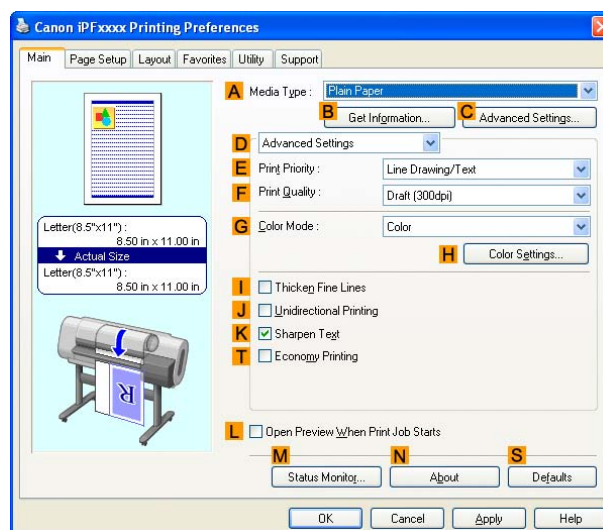 Canon iPFxxxx Printing Preferences
Main Page Setup Layout Favorites Utility Support
A Media Type : Plain Paper
B C
Get Information... Advanced Settings...
D Advanced Settings
E Print Priority : Line Drawing/Text
F Print Quality : Draft (300dpi)
G Color Mode : Color
H Color Settings...
Letter(8.5"x11") :
8.50 in x 11.00 in
Actual Size
Letter(8.5"x11") :
8.50 in x 11.00 in
I Thicken Fine Lines
J Unidirectional Printing
K Sharpen Text
T Economy Printing
R
L Open Preview When Print Job Starts
M N S
Status Monitor... About Defaults
OK Cancel Apply Help